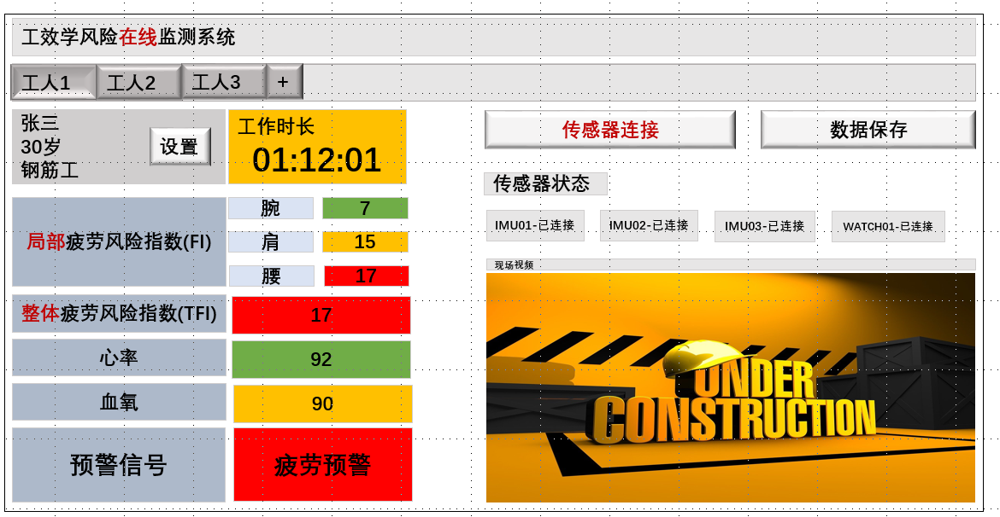 工效学风险在线监测系统
工人1 工人2 工人3 +
张三
30岁
钢筋工
设置
工作时长
01:12:01
传感器连接
数据保存
传感器状态
IMU01-已连接 IMU02-已连接 IMU03-已连接 WATCH01-已连接
局部疲劳风险指数(FI)
腕 7
肩 15
腰 17
整体疲劳风险指数(TFI) 17
心率 92
血氧 90
预警信号 疲劳预警
现场视频
UNDER
CONSTRUCTION